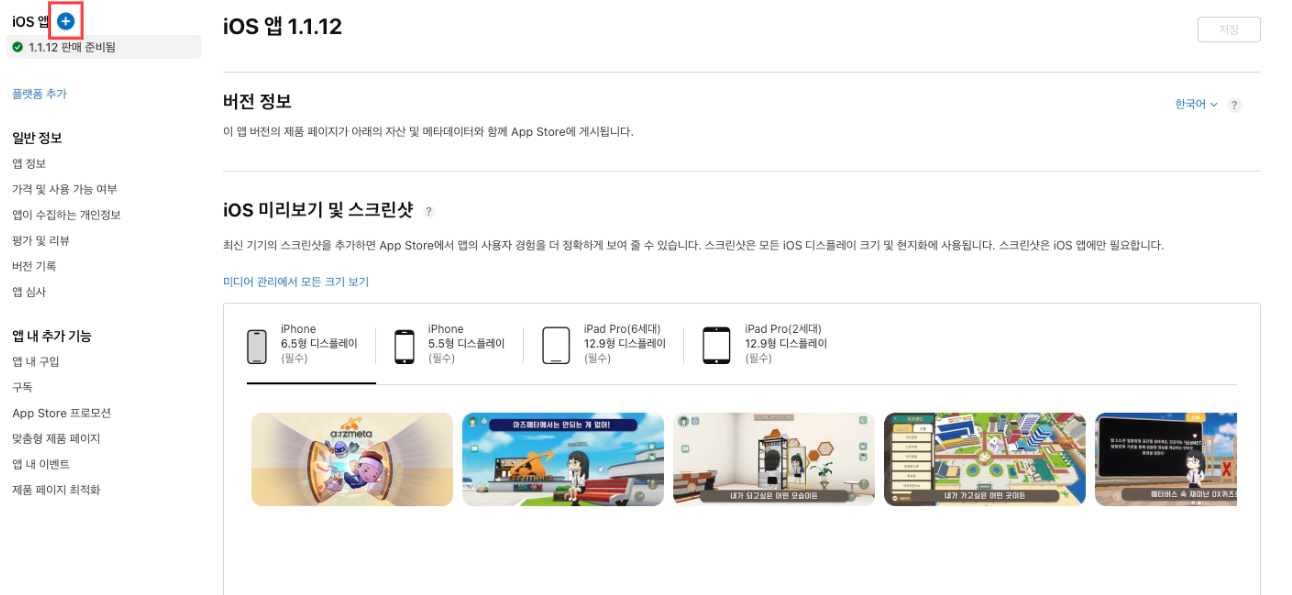 iOS 앱
1.1.12 판매 준비됨
플랫폼 추가
일반 정보
앱 정보
가격 및 사용 가능 여부
앱이 수집하는 개인정보
평가 및 리뷰
버전 기록
앱 심사
앱 내 추가 기능
앱 내 구입
구독
App Store 프로모션
맞춤형 제품 페이지
앱 내 이벤트
제품 페이지 최적화
iOS 앱 1.1.12
저장
버전 정보
한국어
?
이 앱 버전의 제품 페이지가 아래의 자산 및 메타데이터와 함께 App Store에 게시됩니다.
iOS 미리보기 및 스크린샷 ?
최신 기기의 스크린샷을 추가하면 App Store에서 앱의 사용자 경험을 더 정확하게 보여 줄 수 있습니다. 스크린샷은 모든 iOS 디스플레이 크기 및 현지화에 사용됩니다. 스크린샷은 iOS 앱에만 필요합니다.
미디어 관리에서 모든 크기 보기
iPhone
6.5형 디스플레이
(필수)
iPhone
5.5형 디스플레이
(필수)
iPad Pro(6세대)
12.9형 디스플레이
(필수)
iPad Pro(2세대)
12.9형 디스플레이
(필수)
arzmeta
아즈메타에서는 안되는 게 없어!
내가 되고싶은 어떤 모습이든
내가 가고싶은 어떤 곳이든
메타버스 속 재미난 OX퀴즈